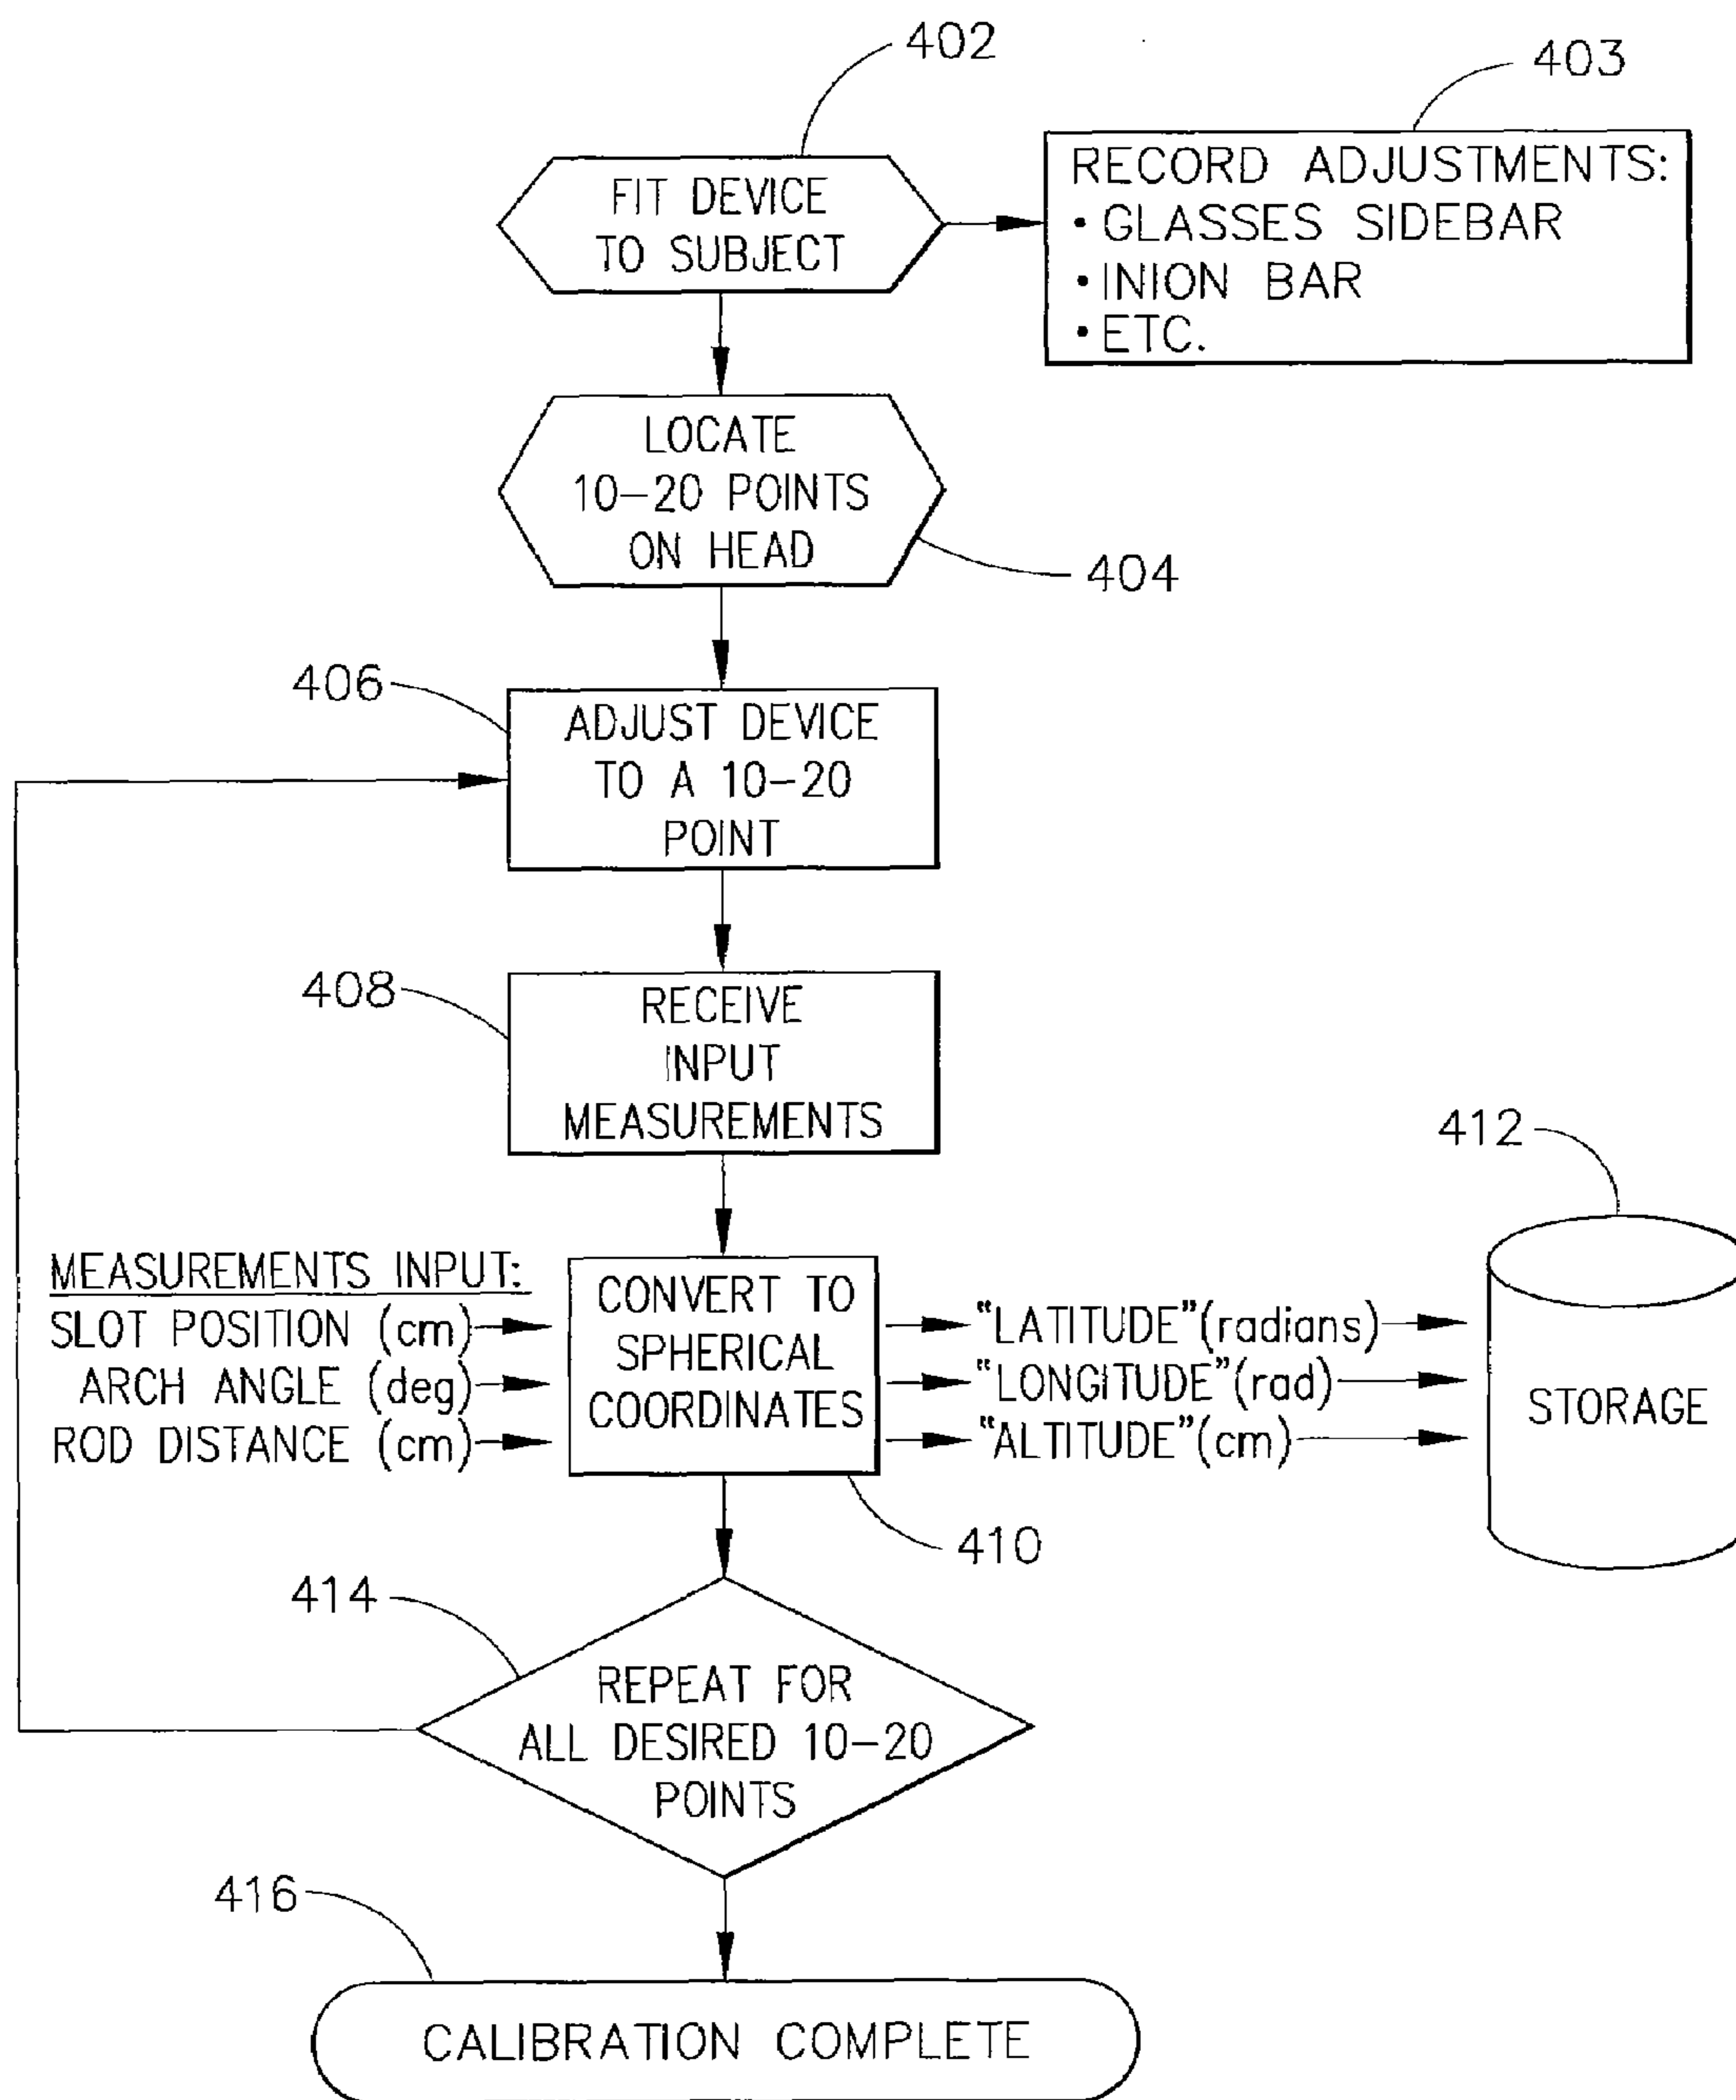 402
403
FIT DEVICE
TO SUBJECT
RECORD ADJUSTMENTS:
• GLASSES SIDEBAR
• INION BAR
• ETC.
LOCATE
10-20 POINTS
ON HEAD
404
406
ADJUST DEVICE
TO A 10-20
POINT
408
RECEIVE
INPUT
MEASUREMENTS
412
MEASUREMENTS INPUT:
SLOT POSITION (cm)
ARCH ANGLE (deg)
ROD DISTANCE (cm)
CONVERT TO
SPHERICAL
COORDINATES
"LATITUDE"(radians)
"LONGITUDE"(rad)
"ALTITUDE"(cm)
STORAGE
410
414
REPEAT FOR
ALL DESIRED 10-20
POINTS
416
CALIBRATION COMPLETE